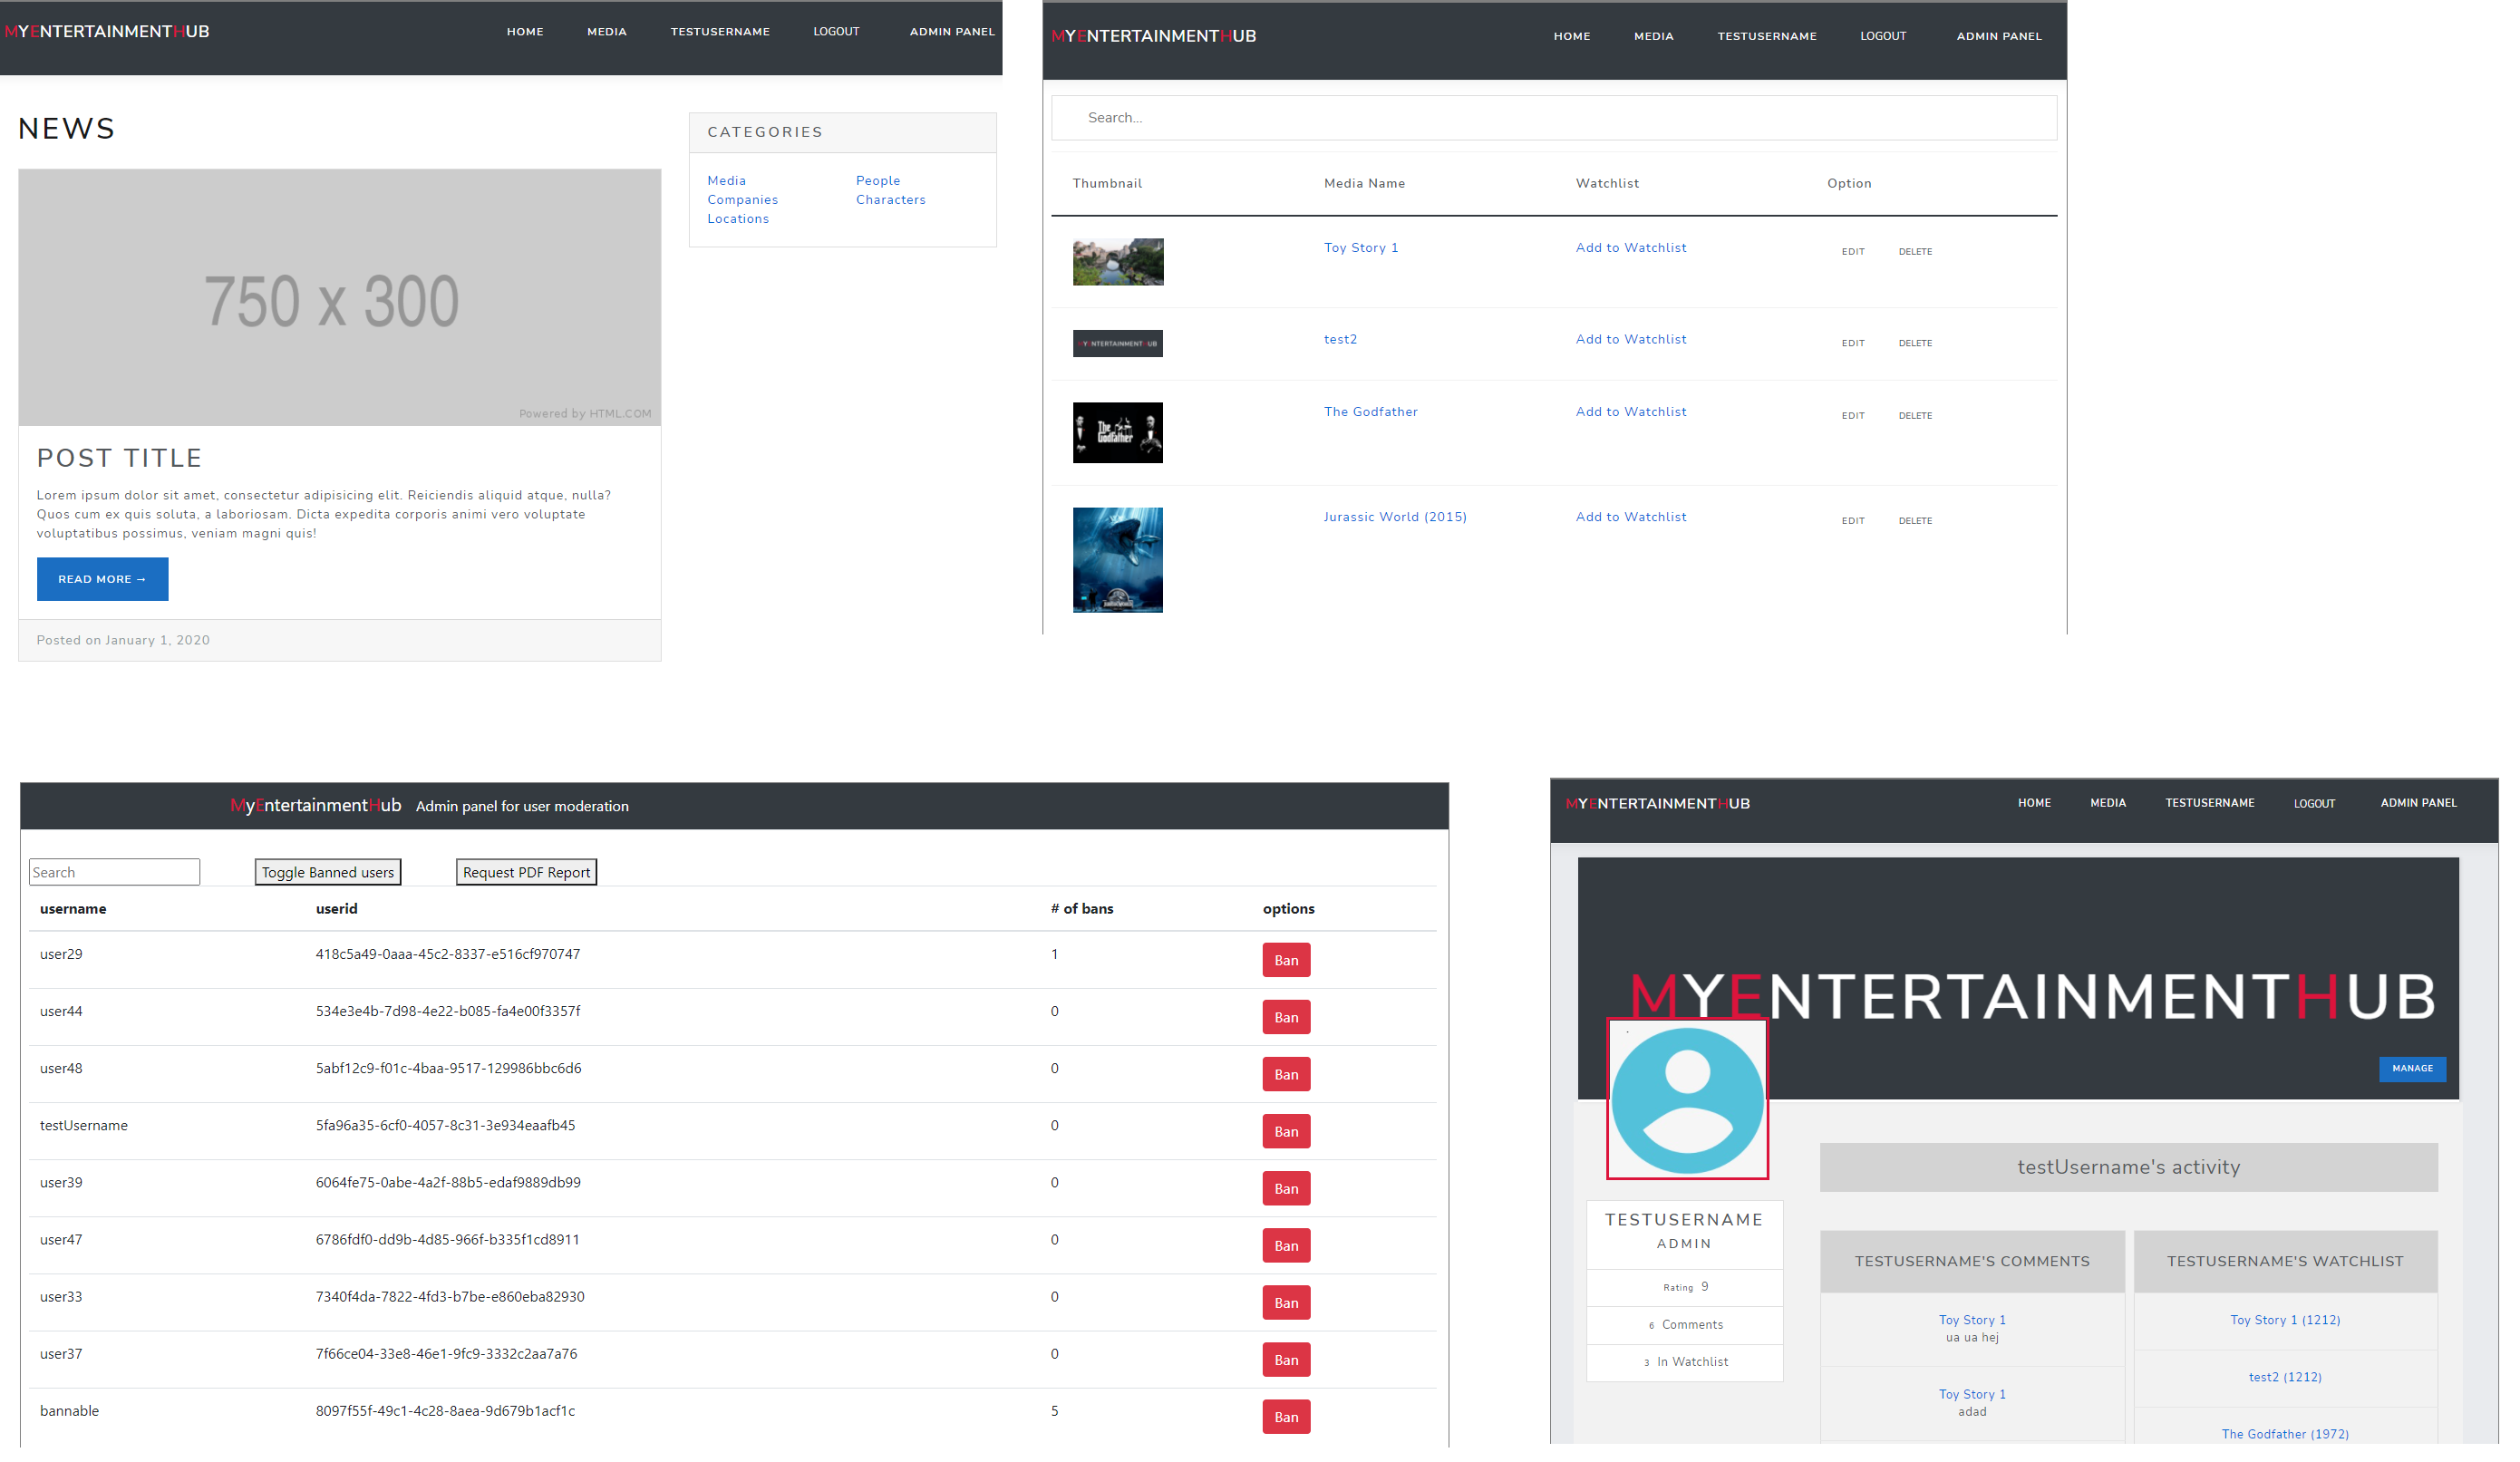 MYENTERTAINMENTHUB
HOME MEDIA TESTUSERNAME LOGOUT ADMIN PANEL
NEWS
750 x 300
Powered by HTML.COM
POST TITLE
Lorem ipsum dolor sit amet, consectetur adipisicing elit. Reiciendis aliquid atque, nulla?
Quos cum ex quis soluta, a laboriosam. Dicta expedita corporis animi vero voluptate
voluptatibus possimus, veniam magni quis!
READ MORE →
Posted on January 1, 2020
CATEGORIES
Media People
Companies Characters
Locations
MYENTERTAINMENTHUB
HOME MEDIA TESTUSERNAME LOGOUT ADMIN PANEL
Search...
Thumbnail Media Name Watchlist Option
Toy Story 1 Add to Watchlist EDIT DELETE
MYENTERTAINMENTHUB test2 Add to Watchlist EDIT DELETE
The Godfather The Godfather Add to Watchlist EDIT DELETE
Jurassic World (2015) Add to Watchlist EDIT DELETE
MyEntertainmentHub Admin panel for user moderation
Search Toggle Banned users Request PDF Report
username userid # of bans options
user29 418c5a49-0aaa-45c2-8337-e516cf970747 1 Ban
user44 534e3e4b-7d98-4e22-b085-fa4e00f3357f 0 Ban
user48 5abf12c9-f01c-4baa-9517-129986bbc6d6 0 Ban
testUsername 5fa96a35-6cf0-4057-8c31-3e934eaafb45 0 Ban
user39 6064fe75-0abe-4a2f-88b5-edaf9889db99 0 Ban
user47 6786fdf0-dd9b-4d85-966f-b335f1cd8911 0 Ban
user33 7340f4da-7822-4fd3-b7be-e860eba82930 0 Ban
user37 7f66ce04-33e8-46e1-9fc9-3332c2aa7a76 0 Ban
bannable 8097f55f-49c1-4c28-8aea-9d679b1acf1c 5 Ban
MYENTERTAINMENTHUB
HOME MEDIA TESTUSERNAME LOGOUT ADMIN PANEL
MYENTERTAINMENTHUB
MANAGE
TESTUSERNAME
ADMIN
Rating 9
6 Comments
3 In Watchlist
testUsername's activity
TESTUSERNAME'S COMMENTS
Toy Story 1
ua ua hej
Toy Story 1
adad
TESTUSERNAME'S WATCHLIST
Toy Story 1 (1212)
test2 (1212)
The Godfather (1972)